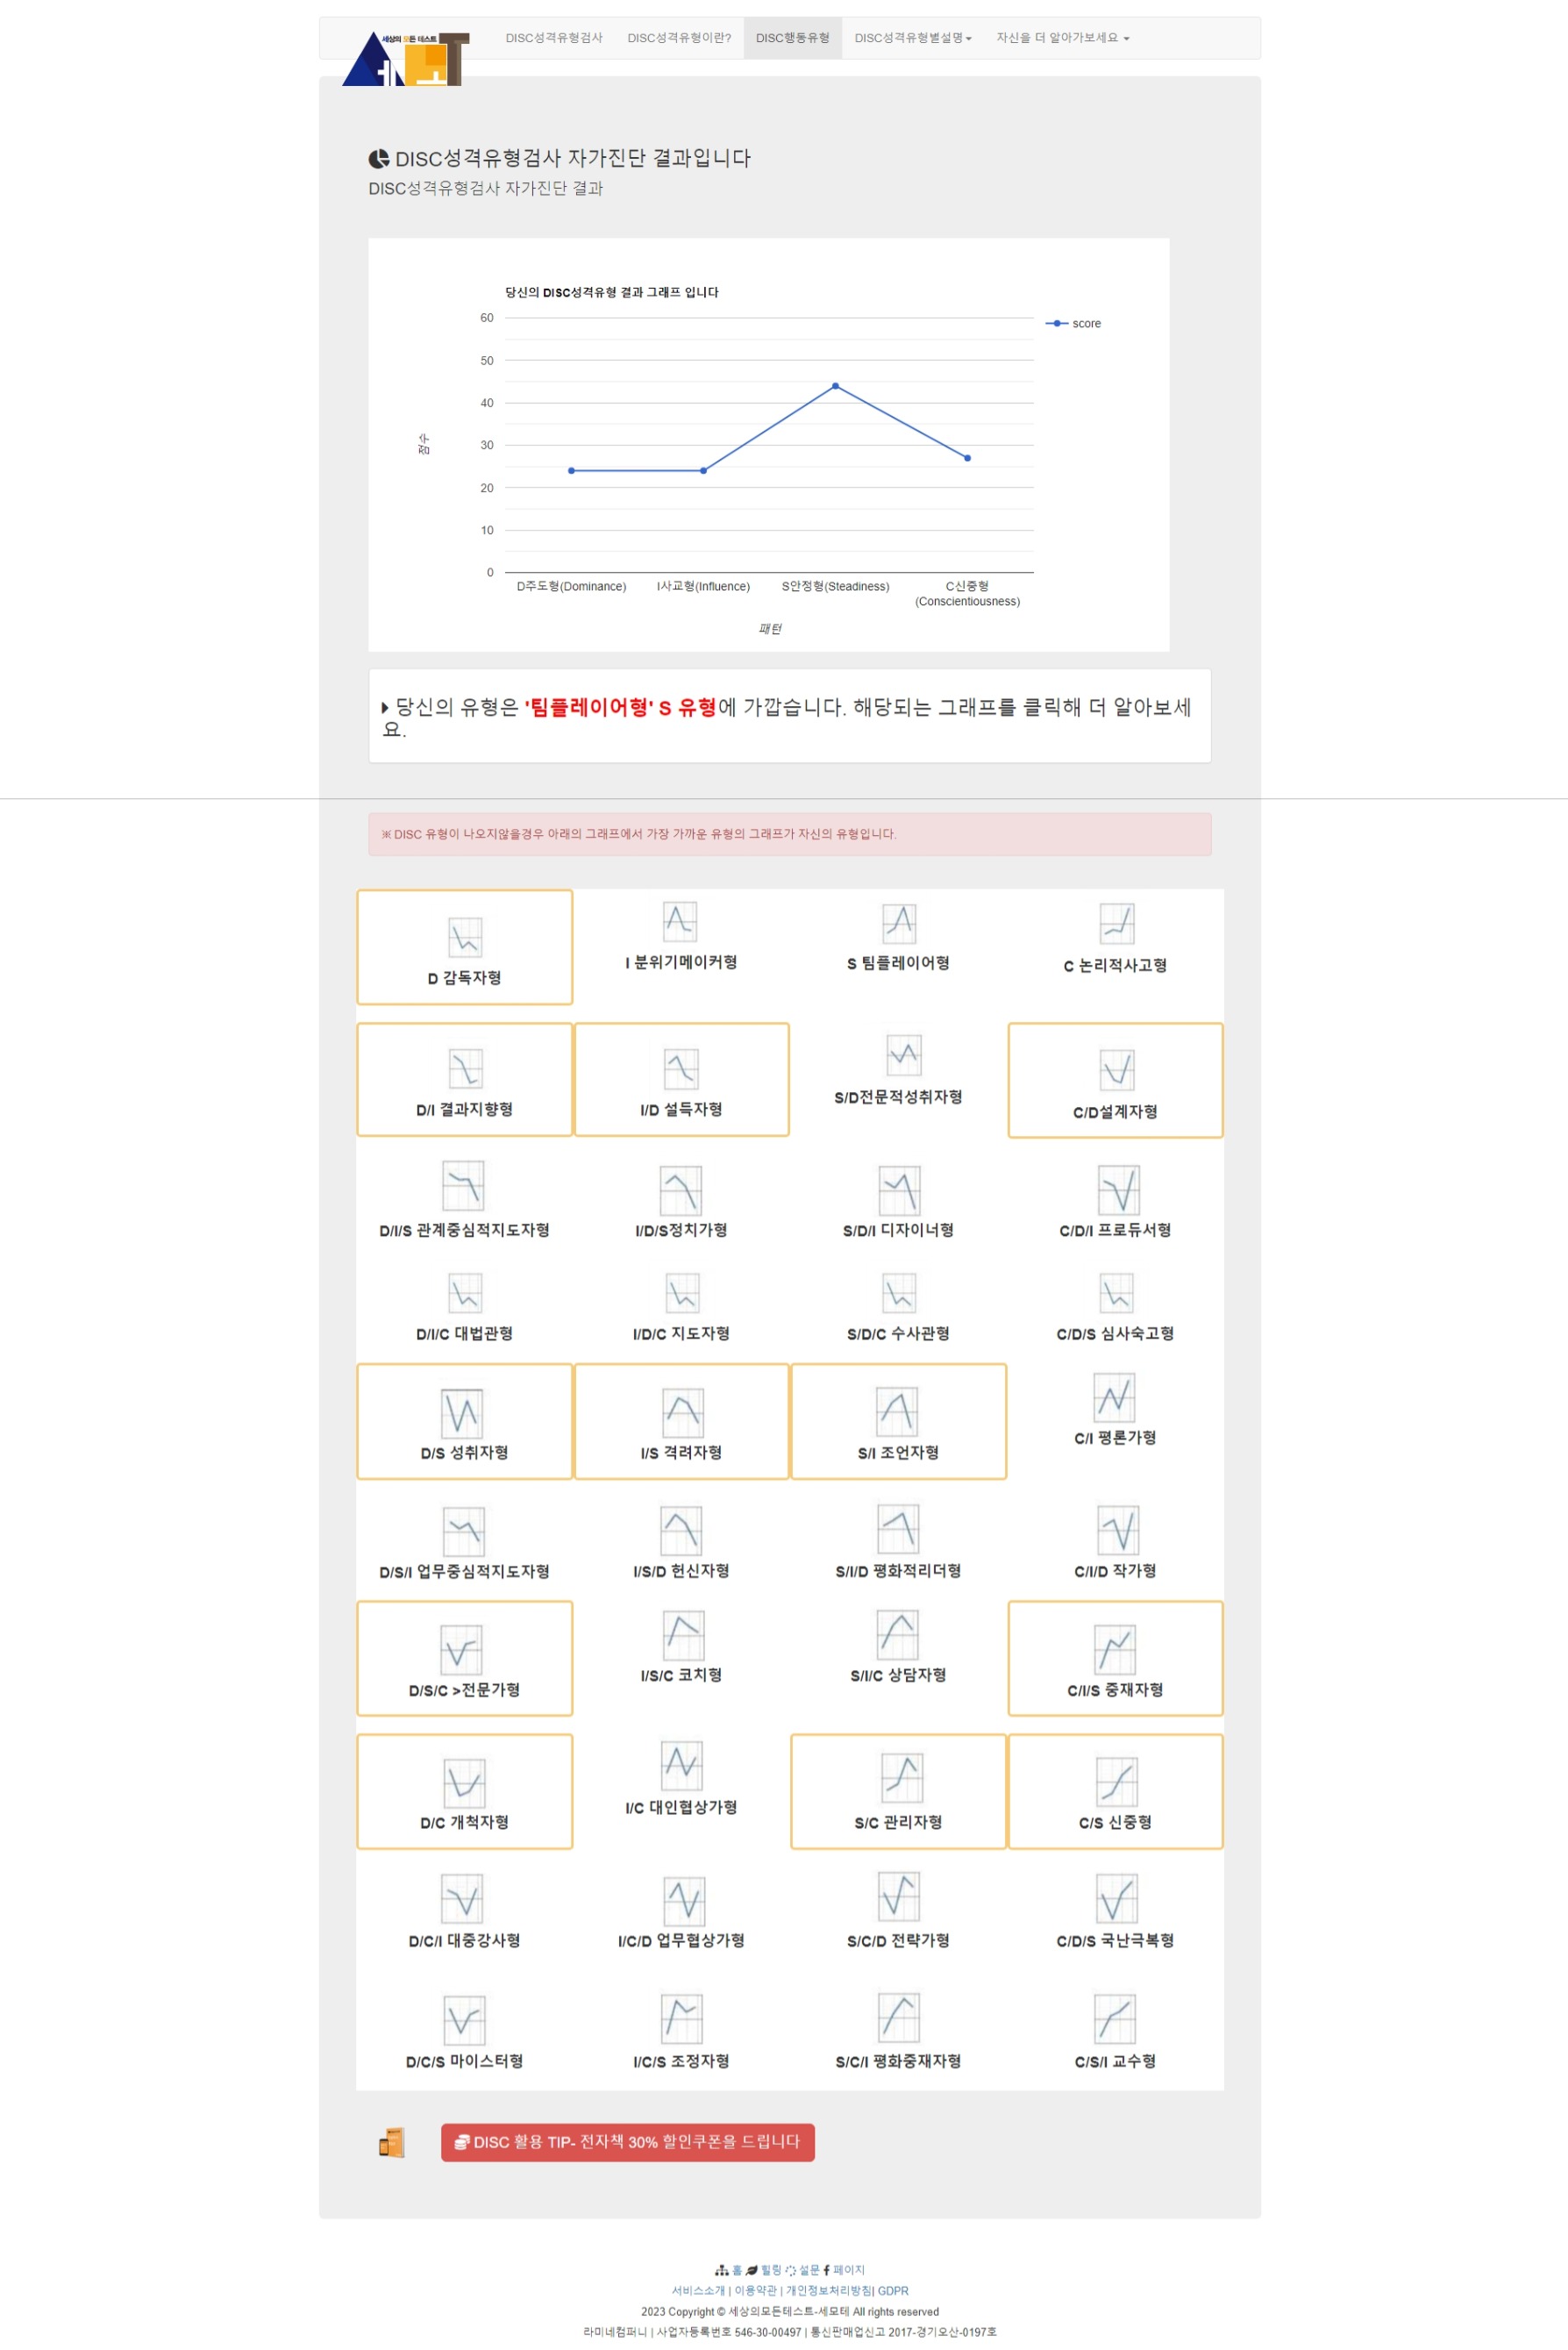 세상의 모든 테스트
DISC성격유형검사 DISC성격유형이란? DISC행동유형 DISC성격유형별설명 자신을 더 알아가보세요
DISC성격유형검사 자가진단 결과입니다
DISC성격유형검사 자가진단 결과
당신의 DISC성격유형 결과 그래프 입니다
score
60
50
40
30
20
10
0
점수
D주도형(Dominance) I사교형(Influence) S안정형(Steadiness) C신중형
(Conscientiousness)
패턴
당신의 유형은 '팀플레이어형' S 유형에 가깝습니다. 해당되는 그래프를 클릭해 더 알아보세
요.
※ DISC 유형이 나오지않을경우 아래의 그래프에서 가장 가까운 유형의 그래프가 자신의 유형입니다.
D 감독자형 I 분위기메이커형 S 팀플레이어형 C 논리적사고형
D/I 결과지향형 I/D 설득자형 S/D전문적성취자형 C/D설계자형
D/I/S 관계중심적지도자형 I/D/S정치가형 S/D/I 디자이너형 C/D/I 프로듀서형
D/I/C 대법관형 I/D/C 지도자형 S/D/C 수사관형 C/D/S 심사숙고형
D/S 성취자형 I/S 격려자형 S/I 조언자형 C/I 평론가형
D/S/I 업무중심적지도자형 I/S/D 헌신자형 S/I/D 평화적리더형 C/I/D 작가형
D/S/C >전문가형 I/S/C 코치형 S/I/C 상담자형 C/I/S 중재자형
D/C 개척자형 I/C 대인협상가형 S/C 관리자형 C/S 신중형
D/C/I 대중강사형 I/C/D 업무협상가형 S/C/D 전략가형 C/D/S 국난극복형
D/C/S 마이스터형 I/C/S 조정자형 S/C/I 평화중재자형 C/S/I 교수형
DISC 활용 TIP- 전자책 30% 할인쿠폰을 드립니다
홈 힐링 설문 페이지
서비스소개 | 이용약관 | 개인정보처리방침| GDPR
2023 Copyright © 세상의모든테스트-세모테 All rights reserved
라미네컴퍼니 | 사업자등록번호 546-30-00497 | 통신판매업신고 2017-경기오산-0197호